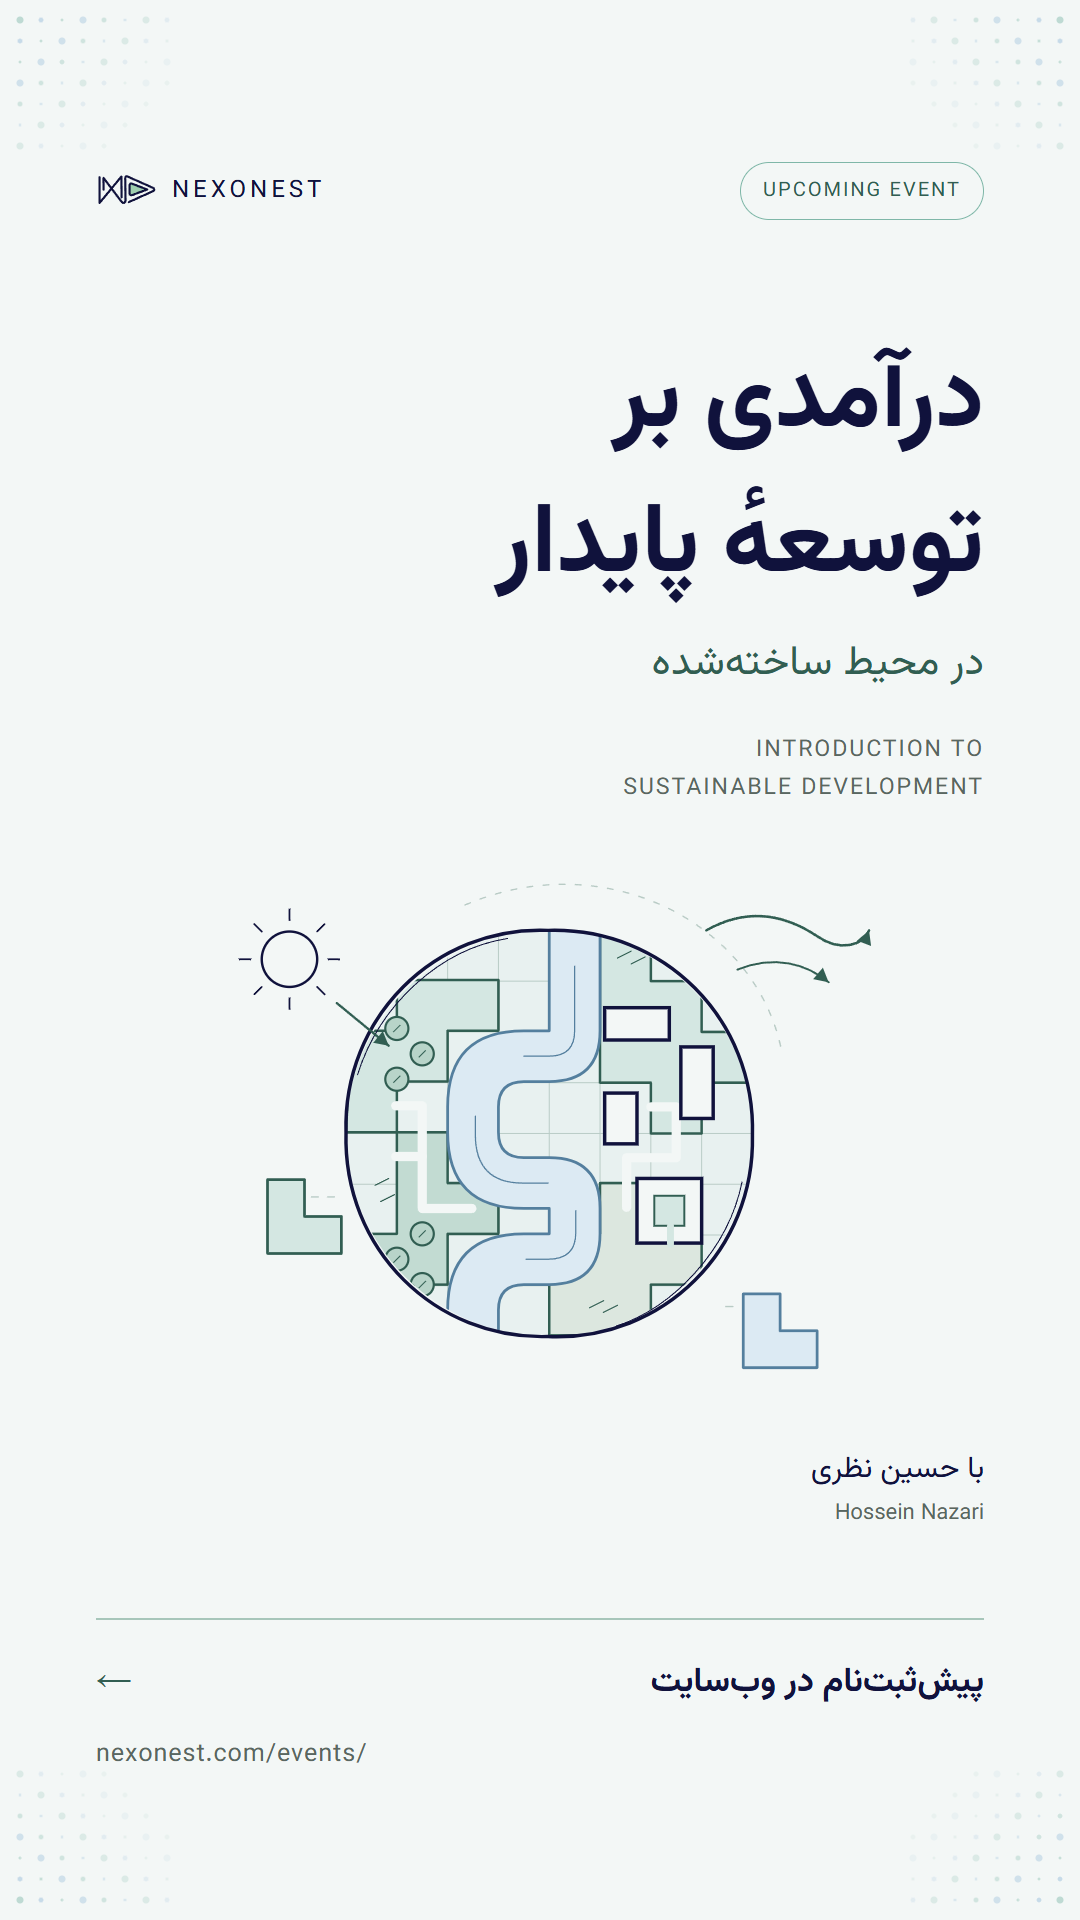 NEXONEST
UPCOMING EVENT
درآمدی بر
توسعهٔ پایدار
در محیط ساخته‌شده
INTRODUCTION TO
SUSTAINABLE DEVELOPMENT
با حسین نظری
Hossein Nazari
پیش‌ثبت‌نام در وب‌سایت
←
nexonest.com/events/